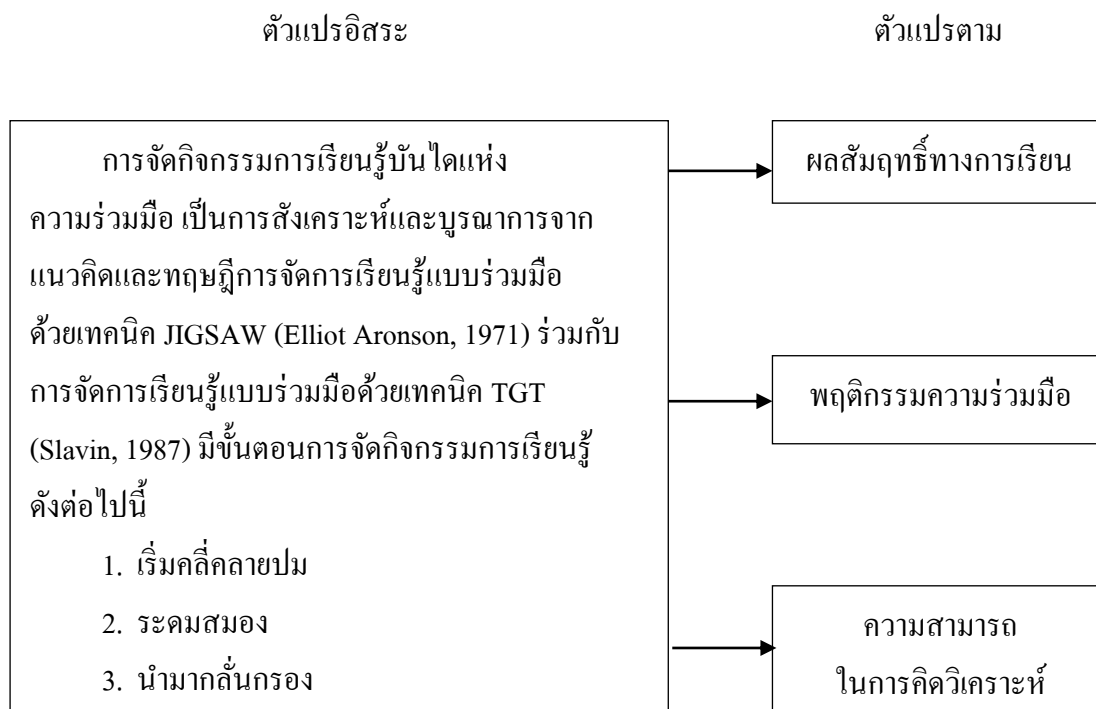 ตัวแปรอิสระ
ตัวแปรตาม
การจัดกิจกรรมการเรียนรู้บันไดแห่ง
ความร่วมมือ เป็นการสังเคราะห์และบูรณาการจาก
แนวคิดและทฤษฎีการจัดการเรียนรู้แบบร่วมมือ
ด้วยเทคนิค JIGSAW (Elliot Aronson, 1971) ร่วมกับ
การจัดการเรียนรู้แบบร่วมมือด้วยเทคนิค TGT
(Slavin, 1987) มีขั้นตอนการจัดกิจกรรมการเรียนรู้
ดังต่อไปนี้
1. เริ่มคลี่คลายปม
2. ระดมสมอง
3. นำมากลั่นกรอง
ผลสัมฤทธิ์ทางการเรียน
พฤติกรรมความร่วมมือ
ความสามารถ
ในการคิดวิเคราะห์